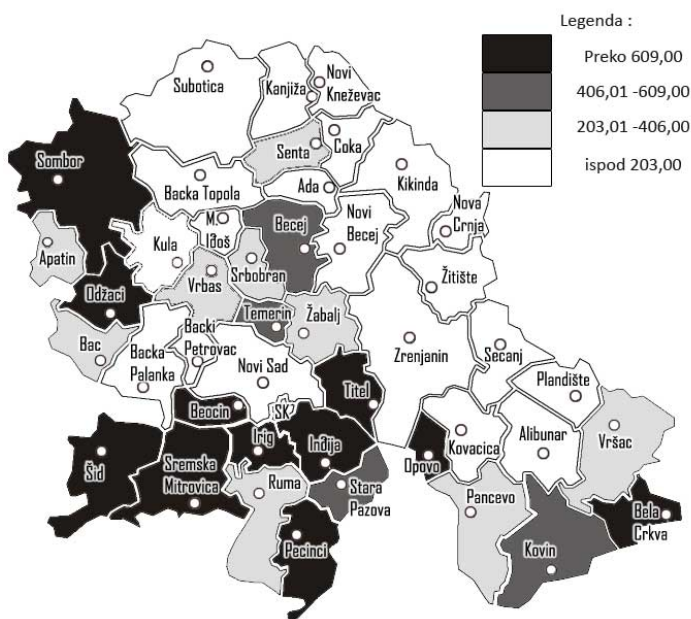 Legenda :
Preko 609,00
406,01 -609,00
203,01 -406,00
ispod 203,00
Subotica
Kanjiža
Novi
Kneževac
Sombor
Senta
Coka
Backa Topola
Ada
Kikinda
Apatin
Kula
M.
Iđoš
Becej
Novi
Becej
Nova
Crnja
Srbobran
Vrbas
Žitište
Odžaci
Temerin
Žabalj
Bac
Backa
Palanka
Backi
Petrovac
Novi Sad
Zrenjanin
Secanj
Plandište
Beocin
SK
Titel
Šid
Sremska
Mitrovica
Irig
Inđija
Opovo
Kovacica
Alibunar
Vršac
Ruma
Stara
Pazova
Pancevo
Pecinci
Kovin
Bela
Crkva